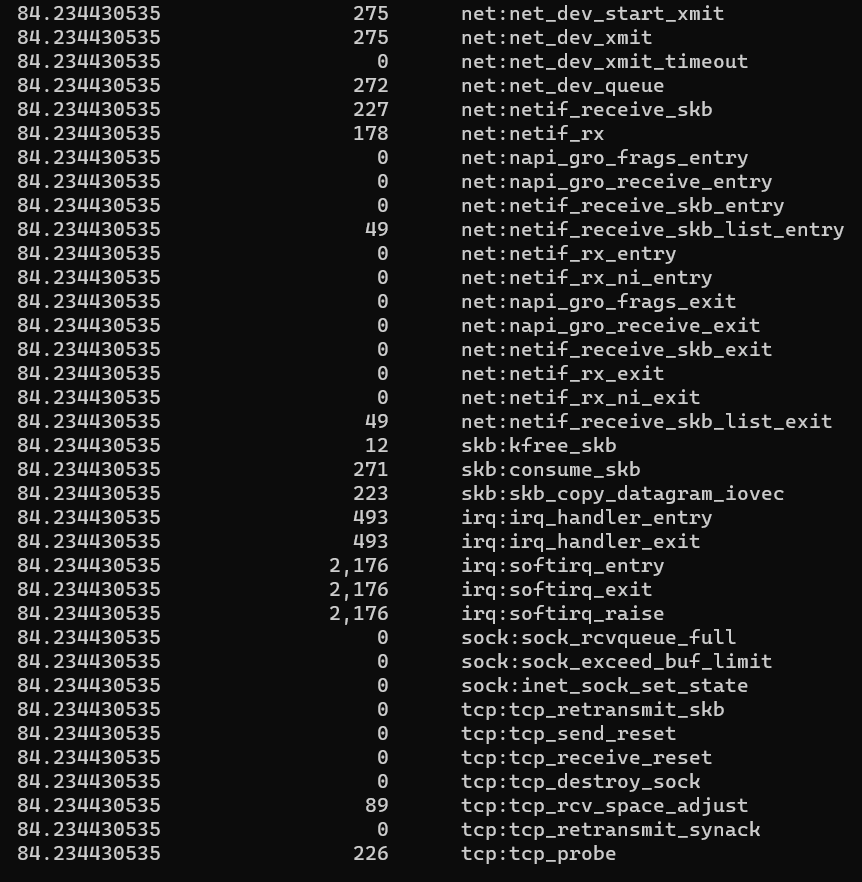 84.234430535 275 net:net_dev_start_xmit
84.234430535 275 net:net_dev_xmit
84.234430535 0 net:net_dev_xmit_timeout
84.234430535 272 net:net_dev_queue
84.234430535 227 net:netif_receive_skb
84.234430535 178 net:netif_rx
84.234430535 0 net:napi_gro_frags_entry
84.234430535 0 net:napi_gro_receive_entry
84.234430535 0 net:netif_receive_skb_entry
84.234430535 49 net:netif_receive_skb_list_entry
84.234430535 0 net:netif_rx_entry
84.234430535 0 net:netif_rx_ni_entry
84.234430535 0 net:napi_gro_frags_exit
84.234430535 0 net:napi_gro_receive_exit
84.234430535 0 net:netif_receive_skb_exit
84.234430535 0 net:netif_rx_exit
84.234430535 0 net:netif_rx_ni_exit
84.234430535 49 net:netif_receive_skb_list_exit
84.234430535 12 skb:kfree_skb
84.234430535 271 skb:consume_skb
84.234430535 223 skb:skb_copy_datagram_iovec
84.234430535 493 irq:irq_handler_entry
84.234430535 493 irq:irq_handler_exit
84.234430535 2,176 irq:softirq_entry
84.234430535 2,176 irq:softirq_exit
84.234430535 2,176 irq:softirq_raise
84.234430535 0 sock:sock_rcvqueue_full
84.234430535 0 sock:sock_exceed_buf_limit
84.234430535 0 sock:inet_sock_set_state
84.234430535 0 tcp:tcp_retransmit_skb
84.234430535 0 tcp:tcp_send_reset
84.234430535 0 tcp:tcp_receive_reset
84.234430535 0 tcp:tcp_destroy_sock
84.234430535 89 tcp:tcp_rcv_space_adjust
84.234430535 0 tcp:tcp_retransmit_synack
84.234430535 226 tcp:tcp_probe